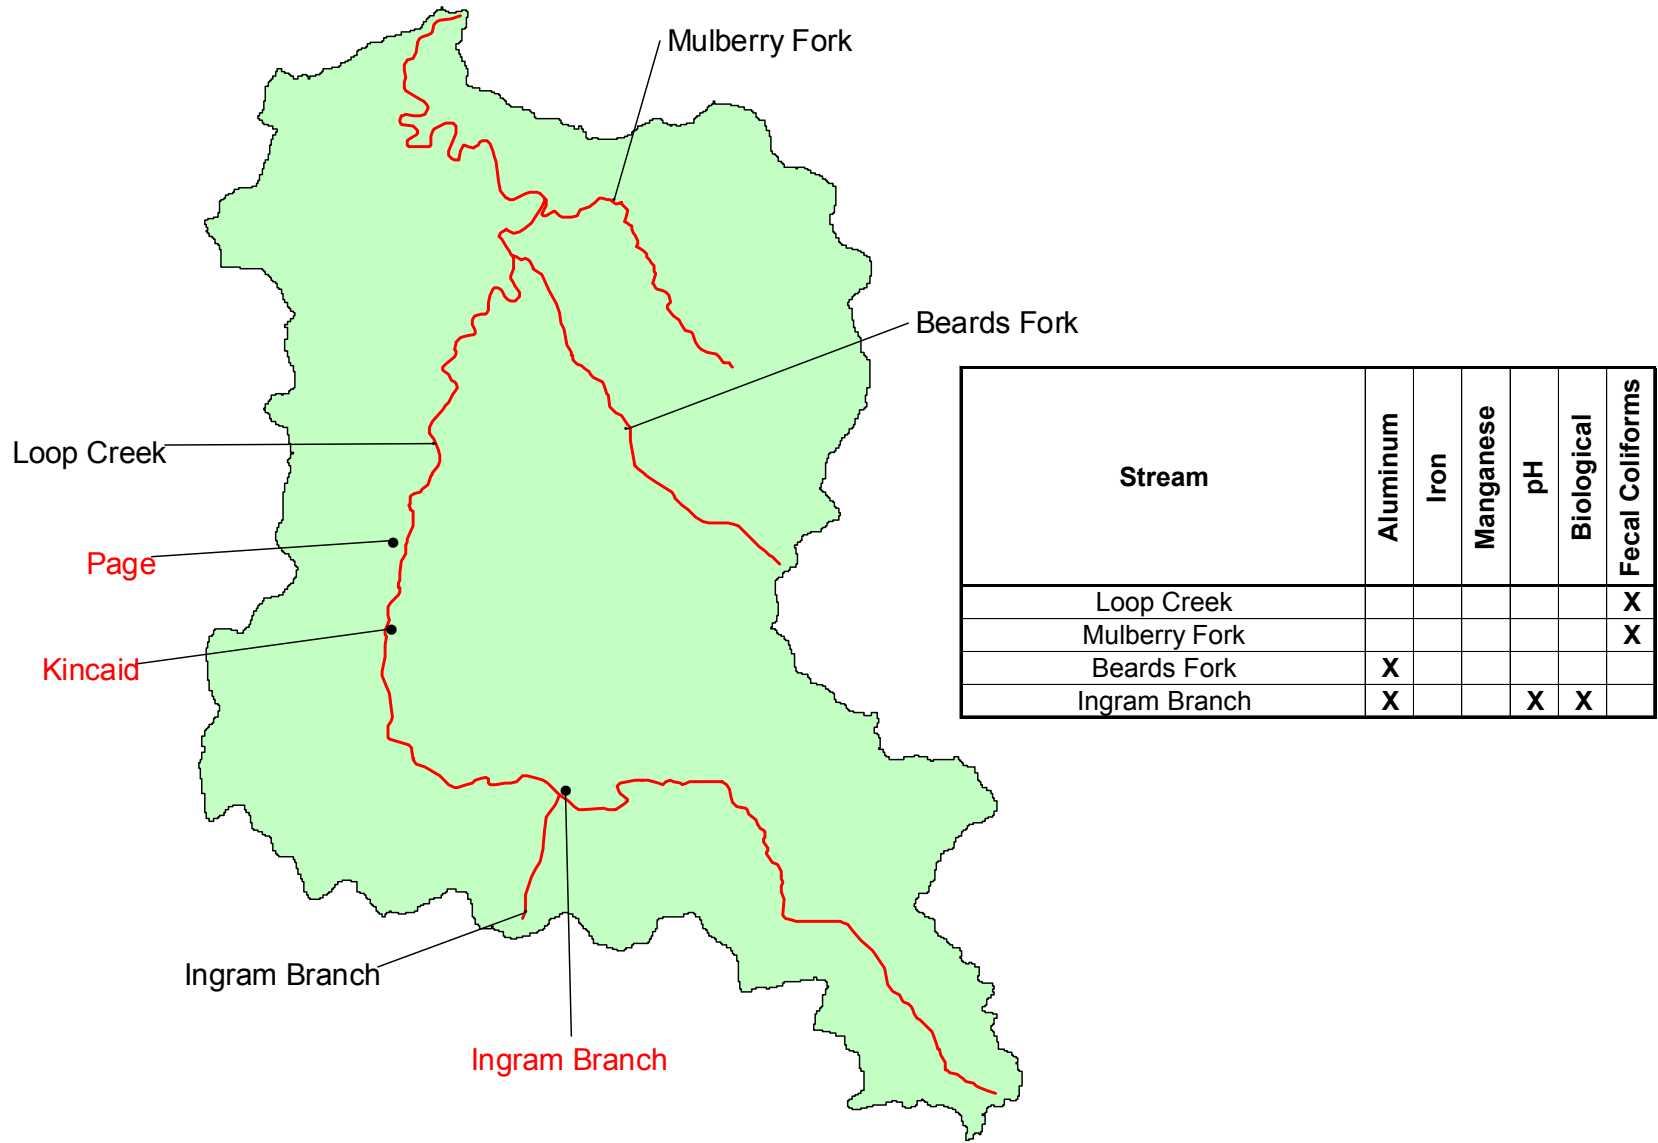 Mulberry Fork
Beards Fork
Loop Creek
Page
Kincaid
Ingram Branch
Ingram Branch
Stream Aluminum Iron Manganese pH Biological Fecal Coliforms
Loop Creek X
Mulberry Fork X
Beards Fork X
Ingram Branch X X X